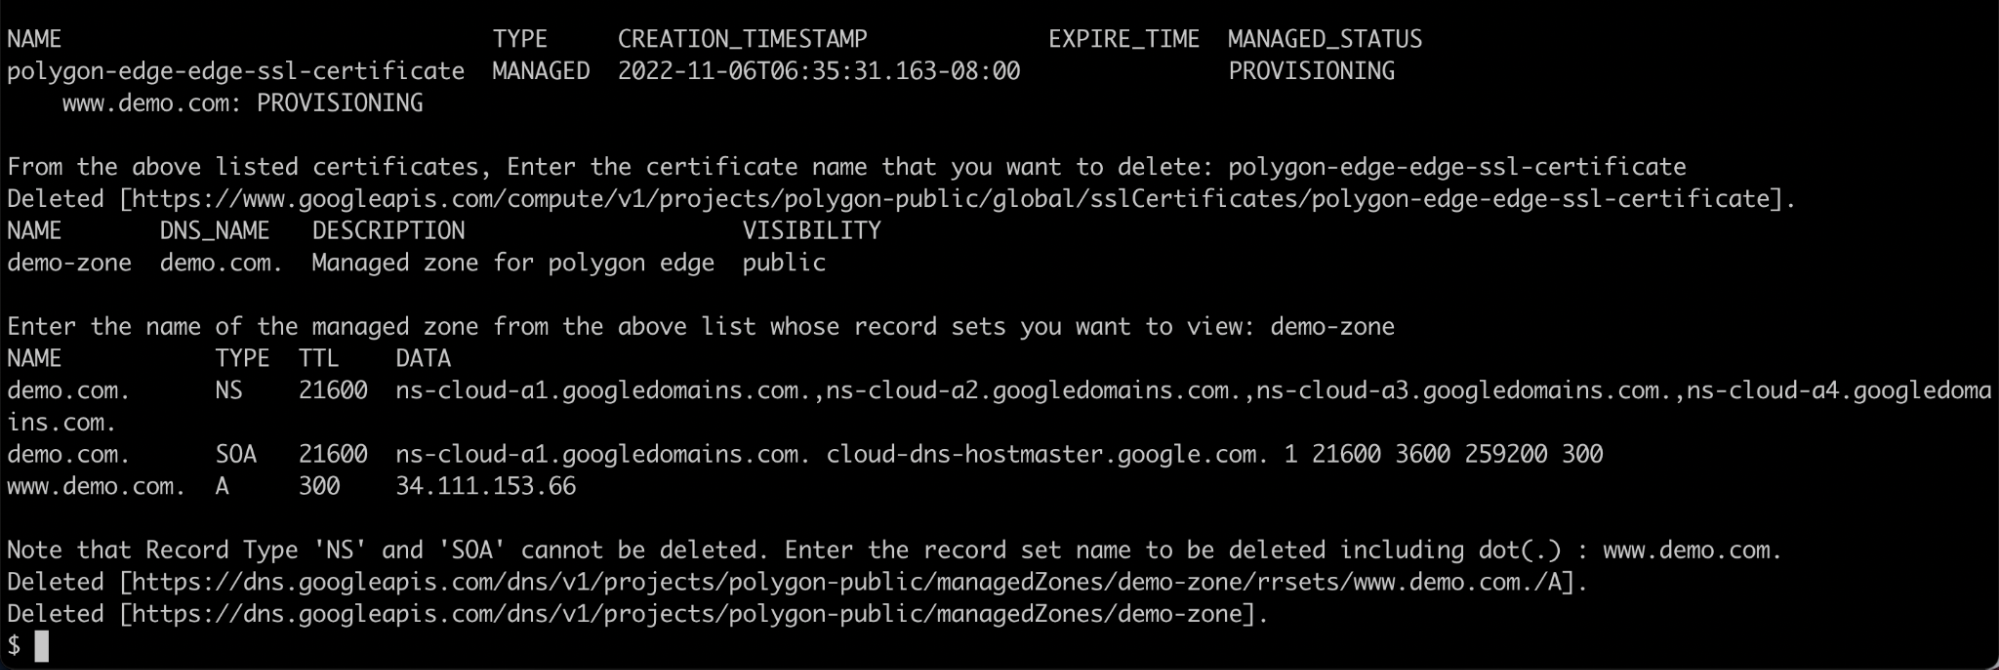 NAME TYPE CREATION_TIMESTAMP EXPIRE_TIME MANAGED_STATUS
polygon-edge-edge-ssl-certificate MANAGED 2022-11-06T06:35:31.163-08:00 PROVISIONING
www.demo.com: PROVISIONING
From the above listed certificates, Enter the certificate name that you want to delete: polygon-edge-edge-ssl-certificate
Deleted [https://www.googleapis.com/compute/v1/projects/polygon-public/global/sslCertificates/polygon-edge-edge-ssl-certificate].
NAME DNS_NAME DESCRIPTION VISIBILITY
demo-zone demo.com. Managed zone for polygon edge public
Enter the name of the managed zone from the above list whose record sets you want to view: demo-zone
NAME TYPE TTL DATA
demo.com. NS 21600 ns-cloud-a1.googledomains.com.,ns-cloud-a2.googledomains.com.,ns-cloud-a3.googledomains.com.,ns-cloud-a4.googledoma
ins.com.
demo.com. SOA 21600 ns-cloud-a1.googledomains.com. cloud-dns-hostmaster.google.com. 1 21600 3600 259200 300
www.demo.com. A 300 34.111.153.66
Note that Record Type 'NS' and 'SOA' cannot be deleted. Enter the record set name to be deleted including dot(.) : www.demo.com.
Deleted [https://dns.googleapis.com/dns/v1/projects/polygon-public/managedZones/demo-zone/rrsets/www.demo.com./A].
Deleted [https://dns.googleapis.com/dns/v1/projects/polygon-public/managedZones/demo-zone].
$